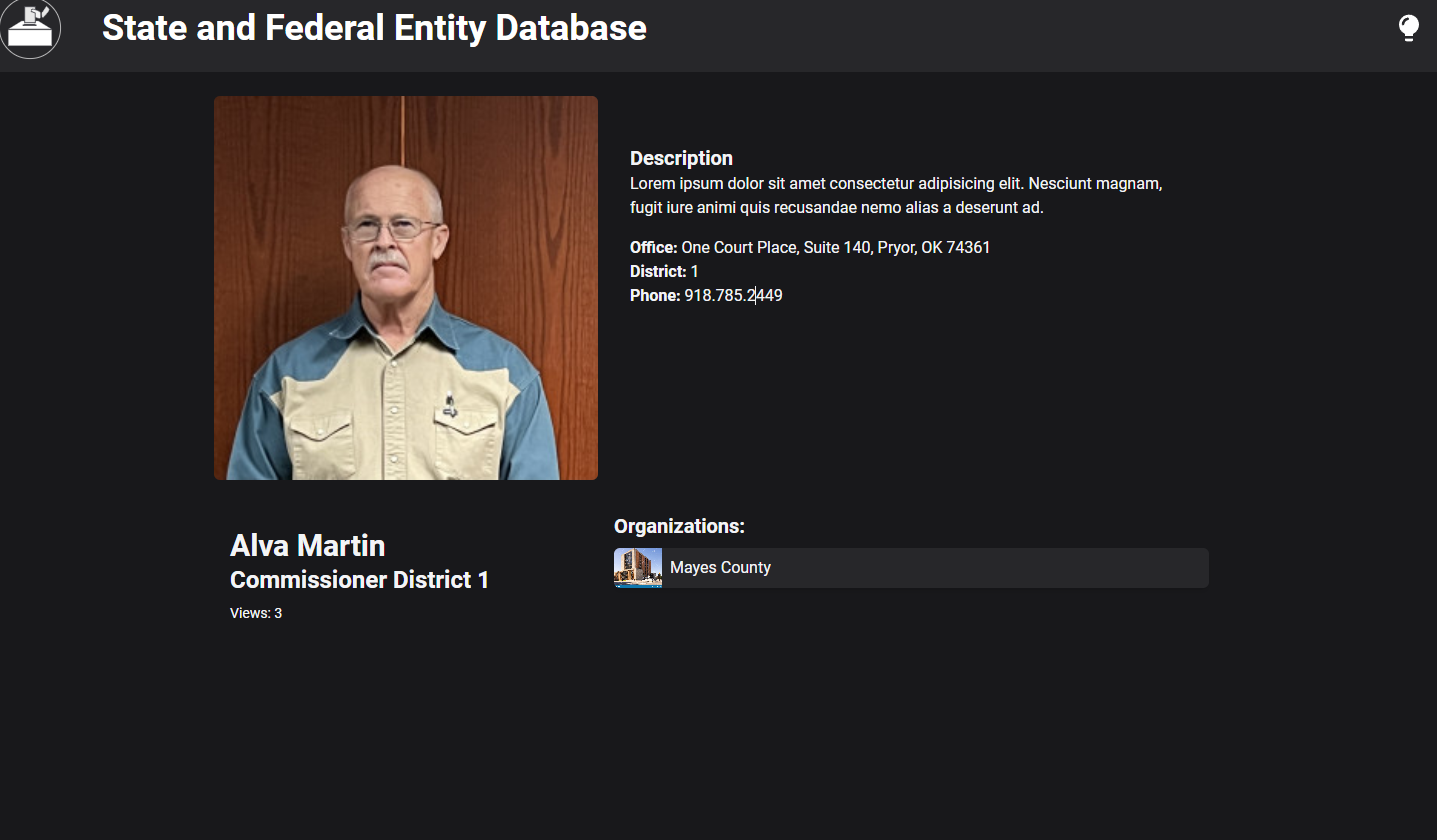 State and Federal Entity Database
Description
Lorem ipsum dolor sit amet consectetur adipisicing elit. Nesciunt magnam,
fugit iure animi quis recusandae nemo alias a deserunt ad.
Office: One Court Place, Suite 140, Pryor, OK 74361
District: 1
Phone: 918.785.2449
Alva Martin
Commissioner District 1
Views: 3
Organizations:
Mayes County